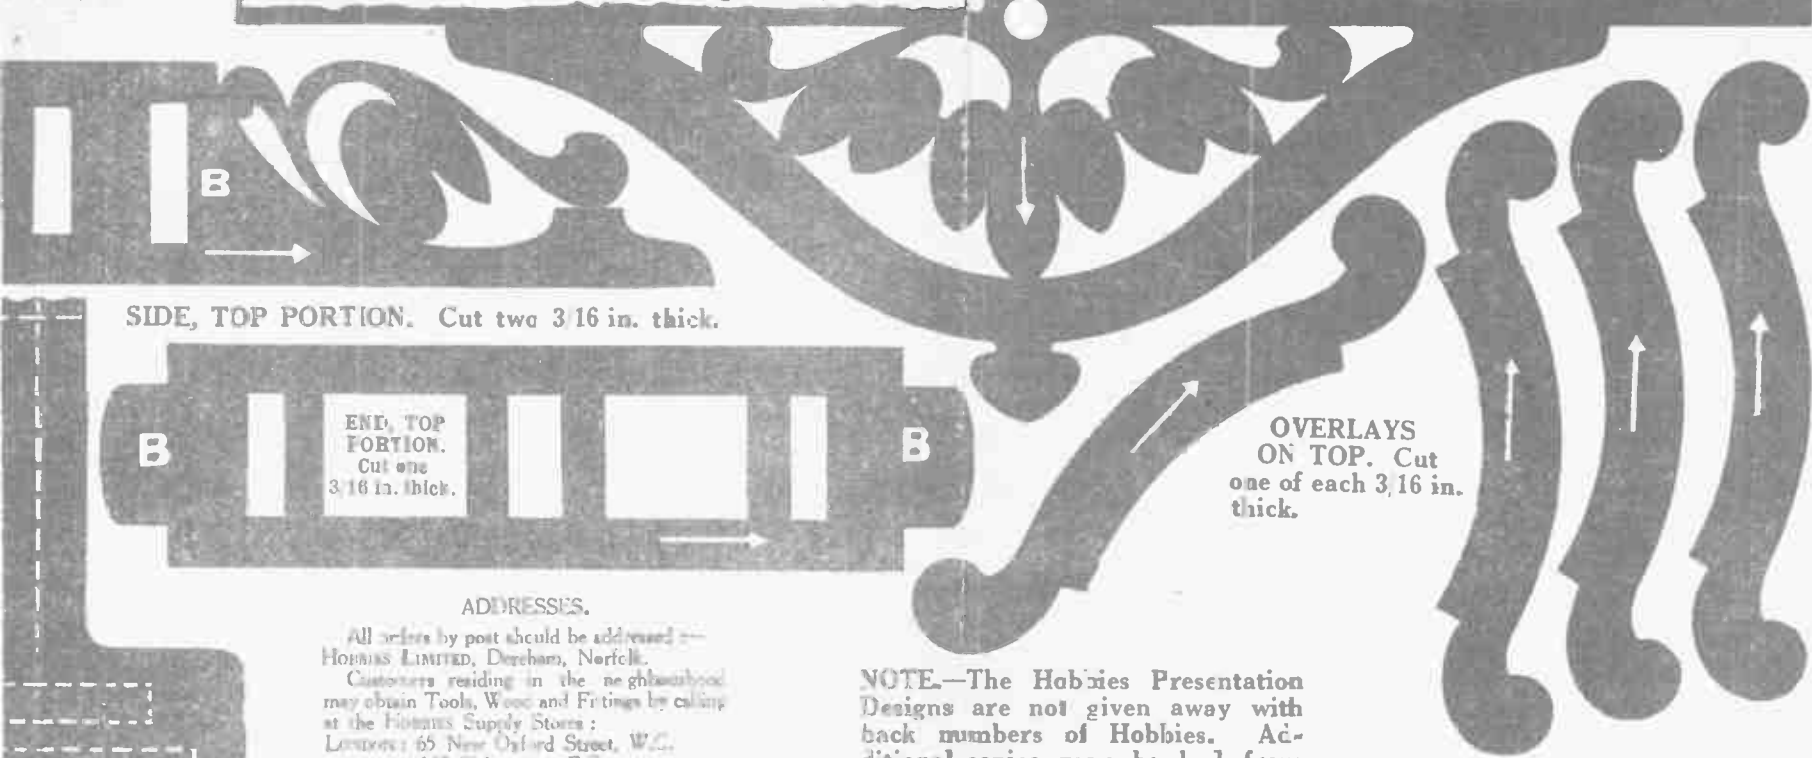 B
SIDE, TOP PORTION. Cut two 3/16 in. thick.
END, TOP
PORTION.
Cut one
3/16 in. thick.
B
B
OVERLAYS
ON TOP. Cut
one of each 3/16 in.
thick.
ADDRESSES.
All orders by post should be addressed :—
HOBBIES LIMITED, Dereham, Norfolk.
Customers residing in the neighbourhood
may obtain Tools, Wood and Fittings by calling
at the HOBBIES Supply Stores :
LONDON : 65 New Oxford Street, W.C.
NOTE.—The Hobbies Presentation
Designs are not given away with
back numbers of Hobbies. Ad-